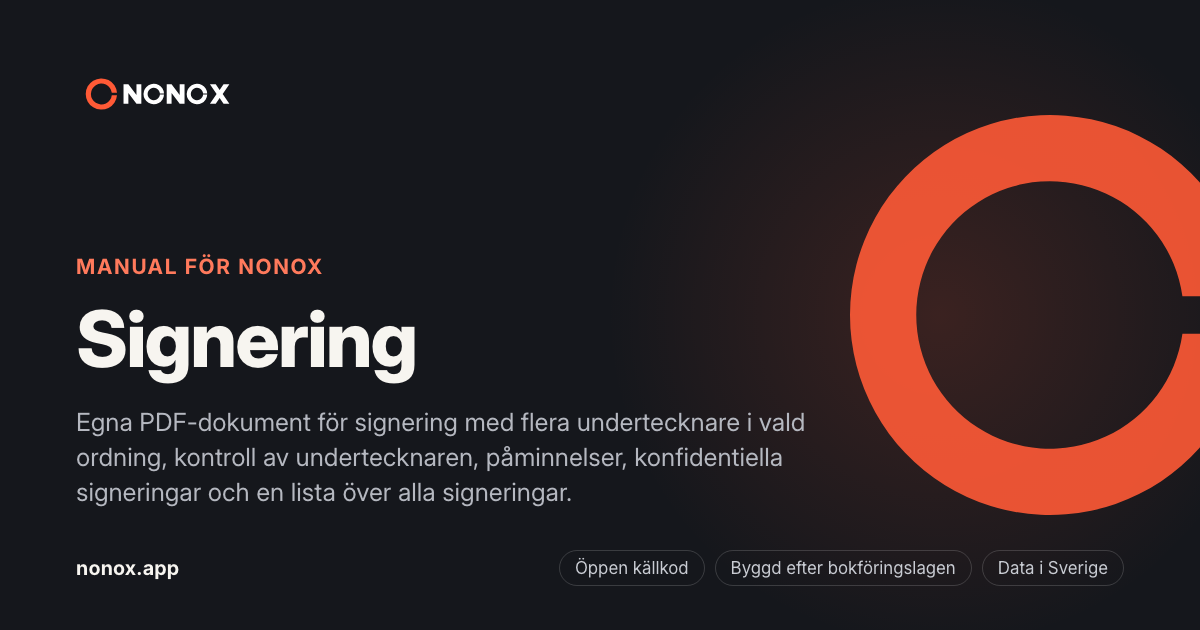 NONOX
MANUAL FÖR NONOX
Signering
Egna PDF-dokument för signering med flera undertecknare i vald
ordning, kontroll av undertecknaren, påminnelser, konfidentiella
signeringar och en lista över alla signeringar.
nonox.app
Öppen källkod
Byggd efter bokföringslagen
Data i Sverige